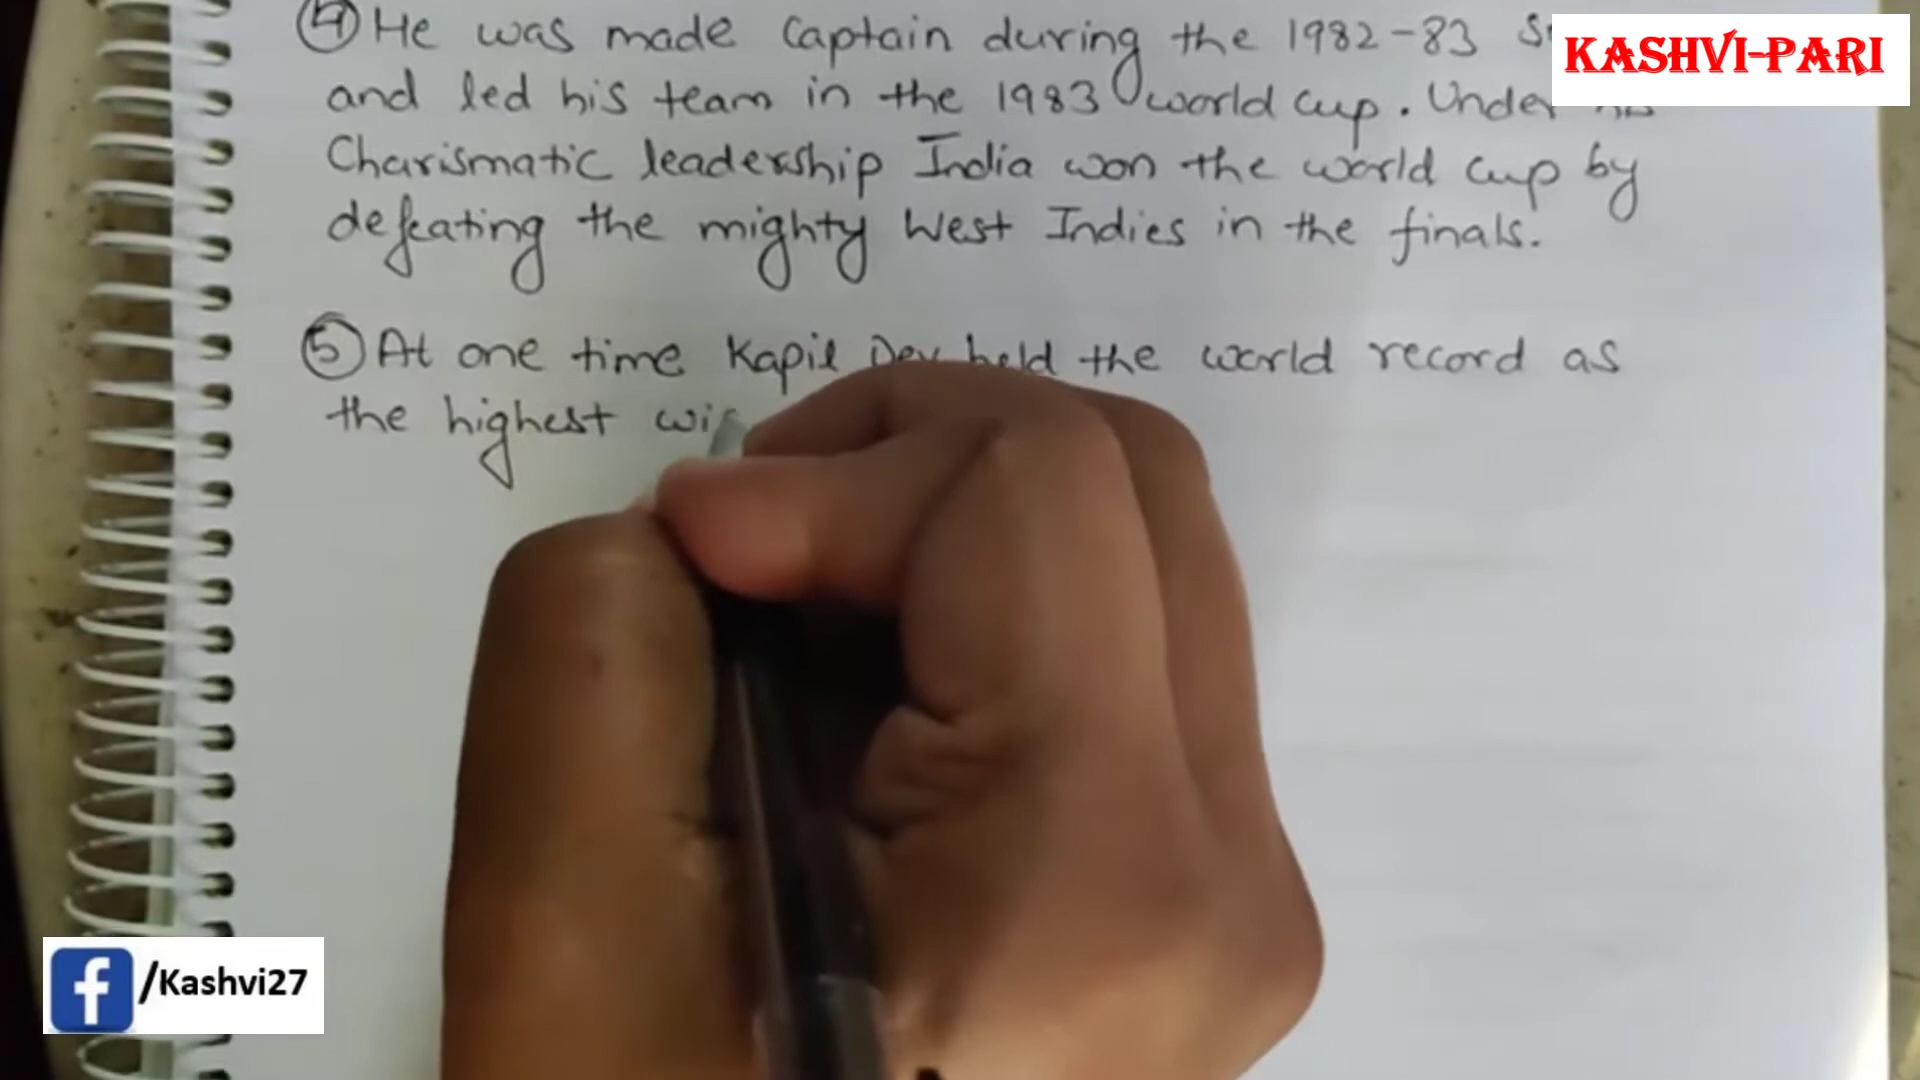 ④ He was made Captain during the 1982-83
KASHVI-PARI
and led his team in the 1983 world cup. Under
Charismatic leadership India won the world cup by
defeating the mighty West Indies in the finals.
⑤ At one time Kapil Dev held the world record as
the highest
f/Kashvi27